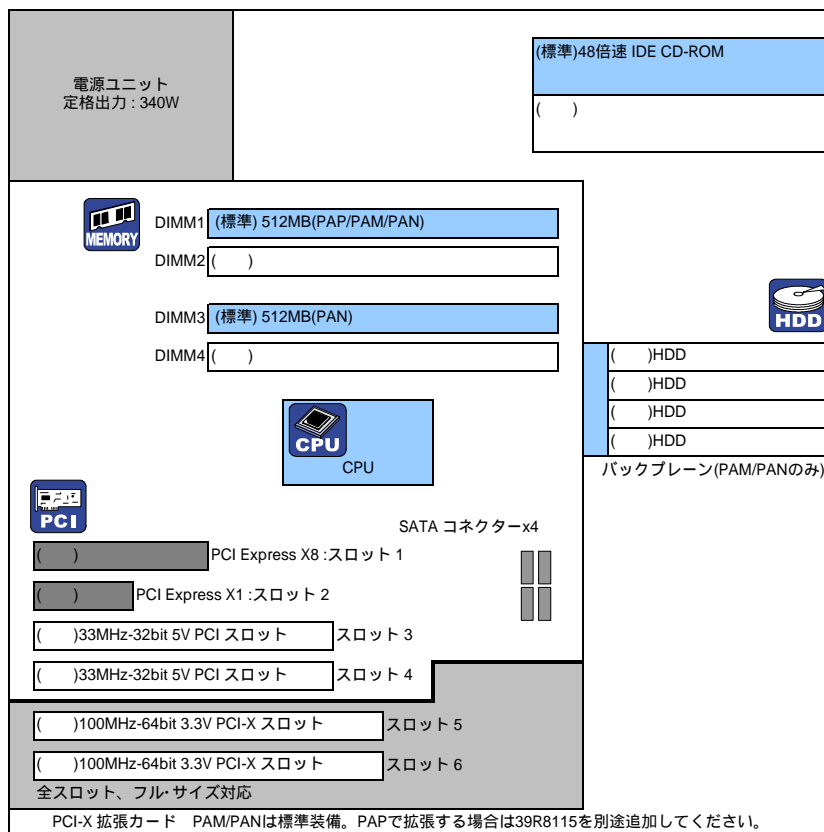 電源ユニット
定格出力 : 340W
(標準)48倍速 IDE CD-ROM
(　　)
MEMORY
DIMM1 (標準) 512MB(PAP/PAM/PAN)
DIMM2 (　　)
DIMM3 (標準) 512MB(PAN)
DIMM4 (　　)
HDD
(　　)HDD
(　　)HDD
(　　)HDD
(　　)HDD
バックプレーン(PAM/PANのみ)
CPU
CPU
PCI
SATA コネクターx4
(　　) PCI Express X8 :スロット 1
(　　) PCI Express X1 :スロット 2
(　　)33MHz-32bit 5V PCI スロット スロット 3
(　　)33MHz-32bit 5V PCI スロット スロット 4
(　　)100MHz-64bit 3.3V PCI-X スロット スロット 5
(　　)100MHz-64bit 3.3V PCI-X スロット スロット 6
全スロット、フル・サイズ対応
PCI-X 拡張カード　PAM/PANは標準装備。PAPで拡張する場合は39R8115を別途追加してください。